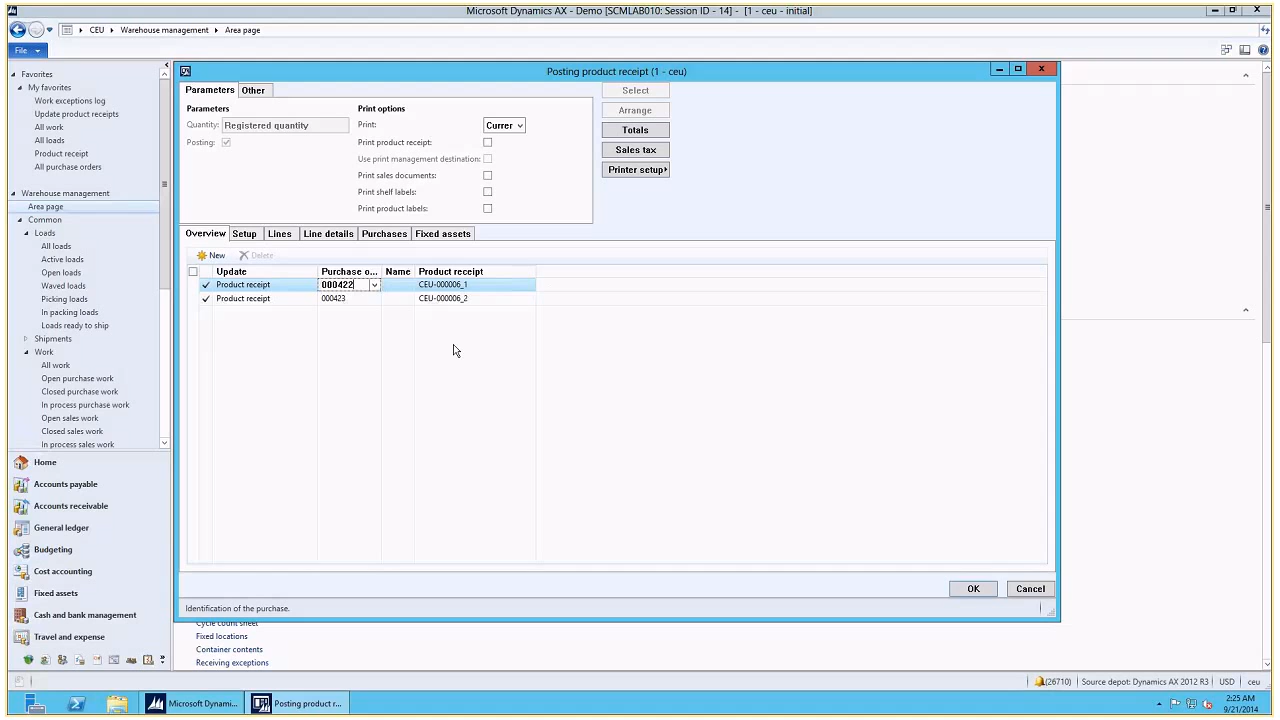 Microsoft Dynamics AX - Demo [SCMLAB010: Session ID - 14] - [1 - ceu - initial]
CEU Warehouse management Area page
File
Favorites
My favorites
Work exceptions log
Update product receipts
All work
All loads
Product receipt
All purchase orders
Warehouse management
Area page
Common
Loads
All loads
Active loads
Open loads
Waved loads
Picking loads
In packing loads
Loads ready to ship
Shipments
Work
All work
Open purchase work
Closed purchase work
In process purchase work
Open sales work
Closed sales work
In process sales work
Home
Accounts payable
Accounts receivable
General ledger
Budgeting
Cost accounting
Fixed assets
Cash and bank management
Travel and expense
Posting product receipt (1 - ceu)
Parameters Other
Parameters Print options
Quantity: Registered quantity Print: Currer
Posting: Print product receipt:
Use print management destination:
Print sales documents:
Print shelf labels:
Print product labels:
Select
Arrange
Totals
Sales tax
Printer setup
Overview Setup Lines Line details Purchases Fixed assets
New Delete
Update Purchase o... Name Product receipt
Product receipt 000422 CEU-000006_1
Product receipt 000423 CEU-000006_2
OK Cancel
Identification of the purchase.
Cycle count sheet
Fixed locations
Container contents
Receiving exceptions
(26710) Source depot: Dynamics AX 2012 R3 USD ceu
Microsoft Dynami... Posting product r...
2:25 AM
9/21/2014